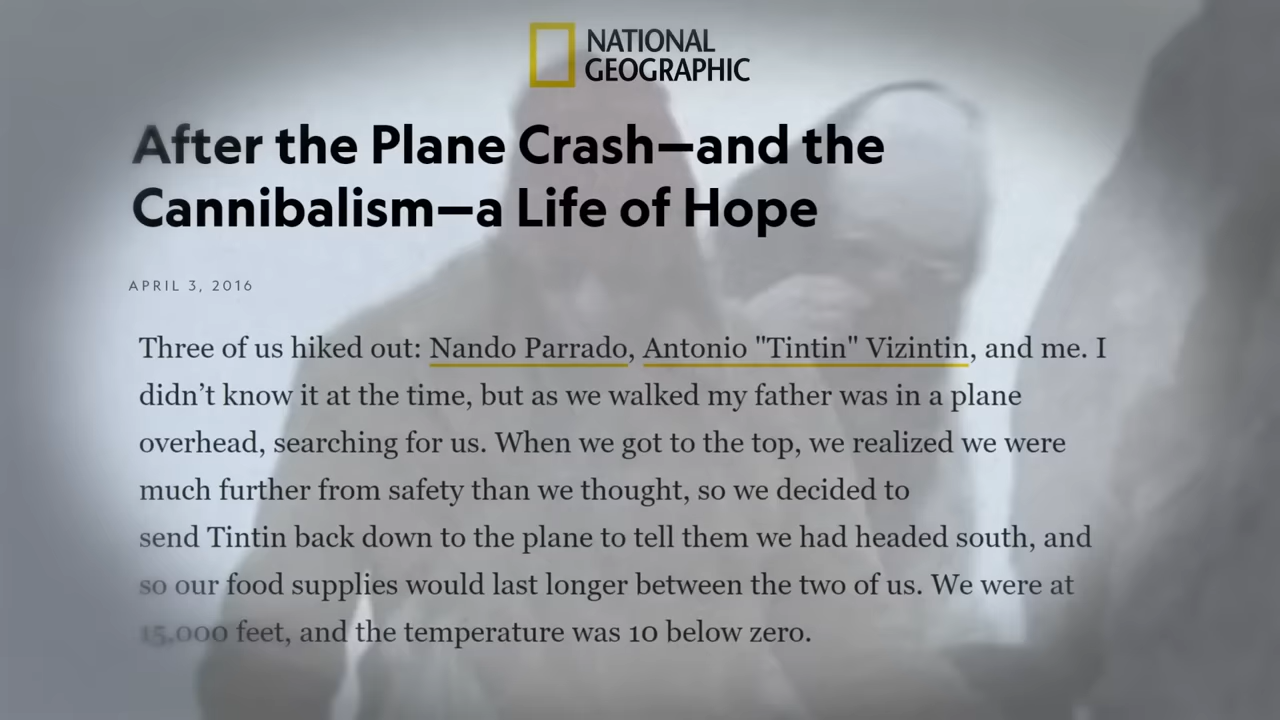 NATIONAL
GEOGRAPHIC
After the Plane Crash—and the
Cannibalism—a Life of Hope
APRIL 3, 2016
Three of us hiked out: Nando Parrado, Antonio "Tintin" Vizintin, and me. I
didn’t know it at the time, but as we walked my father was in a plane
overhead, searching for us. When we got to the top, we realized we were
much further from safety than we thought, so we decided to
send Tintin back down to the plane to tell them we had headed south, and
so our food supplies would last longer between the two of us. We were at
15,000 feet, and the temperature was 10 below zero.